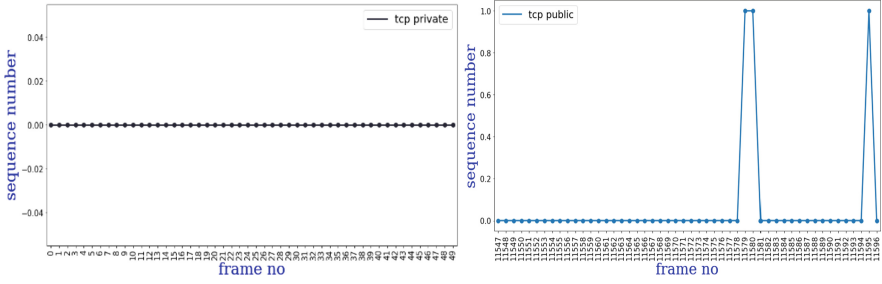 tcp private
sequence number
0.04
0.02
0.00
−0.02
−0.04
0 1 2 3 4 5 6 7 8 9 10 11 12 13 14 15 16 17 18 19 20 21 22 23 24 25 26 27 28 29 30 31 32 33 34 35 36 37 38 39 40 41 42 43 44 45 46 47 48 49
frame no
tcp public
sequence number
1.0
0.8
0.6
0.4
0.2
0.0
11547 11548 11549 11550 11551 11552 11553 11554 11555 11556 11557 11558 11559 11560 11561 11562 11563 11564 11565 11566 11567 11568 11569 11570 11571 11572 11573 11574 11575 11576 11577 11578 11579 11580 11581 11582 11583 11584 11585 11586 11587 11588 11589 11590 11591 11592 11593 11594 11595 11596
frame no